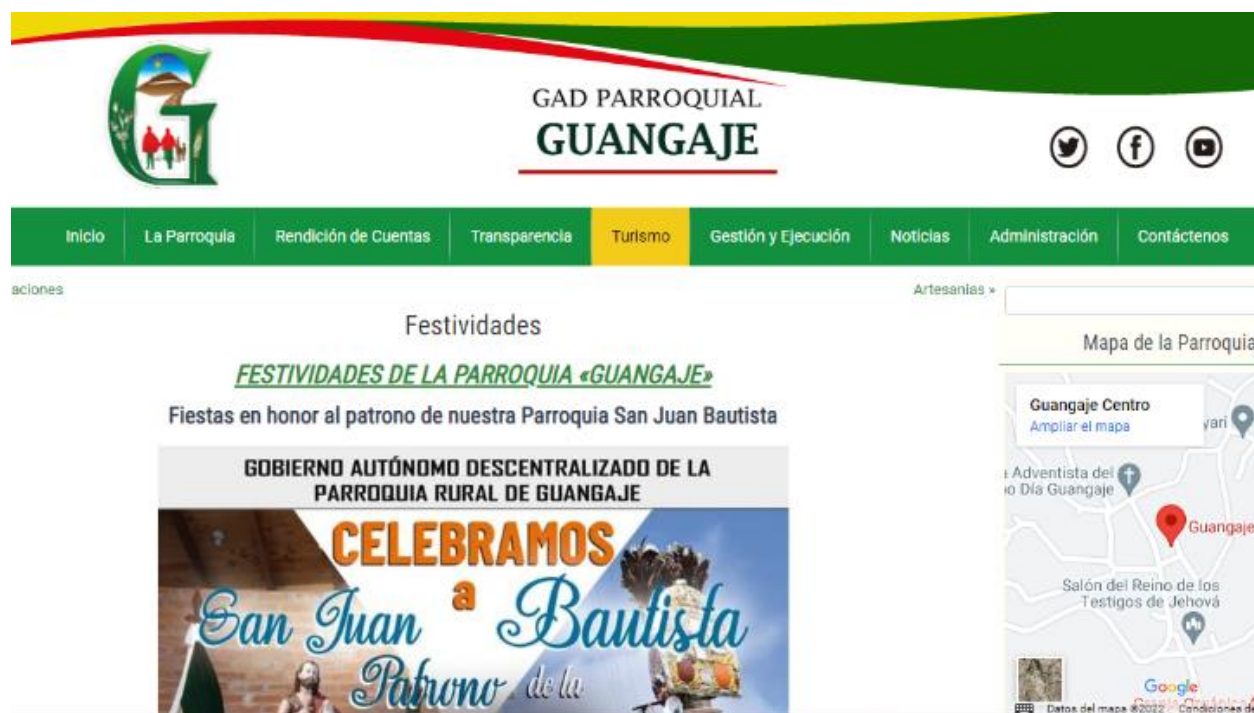 GAD PARROQUIAL
GUANGAJE
Inicio La Parroquia Rendición de Cuentas Transparencia Turismo Gestión y Ejecución Noticias Administración Contáctenos
aciones
Artesanías »
Festividades
FESTIVIDADES DE LA PARROQUIA «GUANGAJE»
Fiestas en honor al patrono de nuestra Parroquia San Juan Bautista
GOBIERNO AUTÓNOMO DESCENTRALIZADO DE LA
PARROQUIA RURAL DE GUANGAJE
CELEBRAMOS
a
San Juan Bautista
Patrono de la
Mapa de la Parroquia
Guangaje Centro
Ampliar el mapa
yari
Adventista del
o Día Guangaje
Guangaje
Salón del Reino de los
Testigos de Jehová
Google
Datos del mapa ©2022 Condiciones de